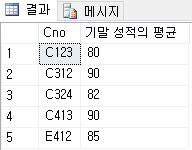 결과 메시지
Cno 기말 성적의 평균
1 C123 80
2 C312 90
3 C324 82
4 C413 90
5 E412 85